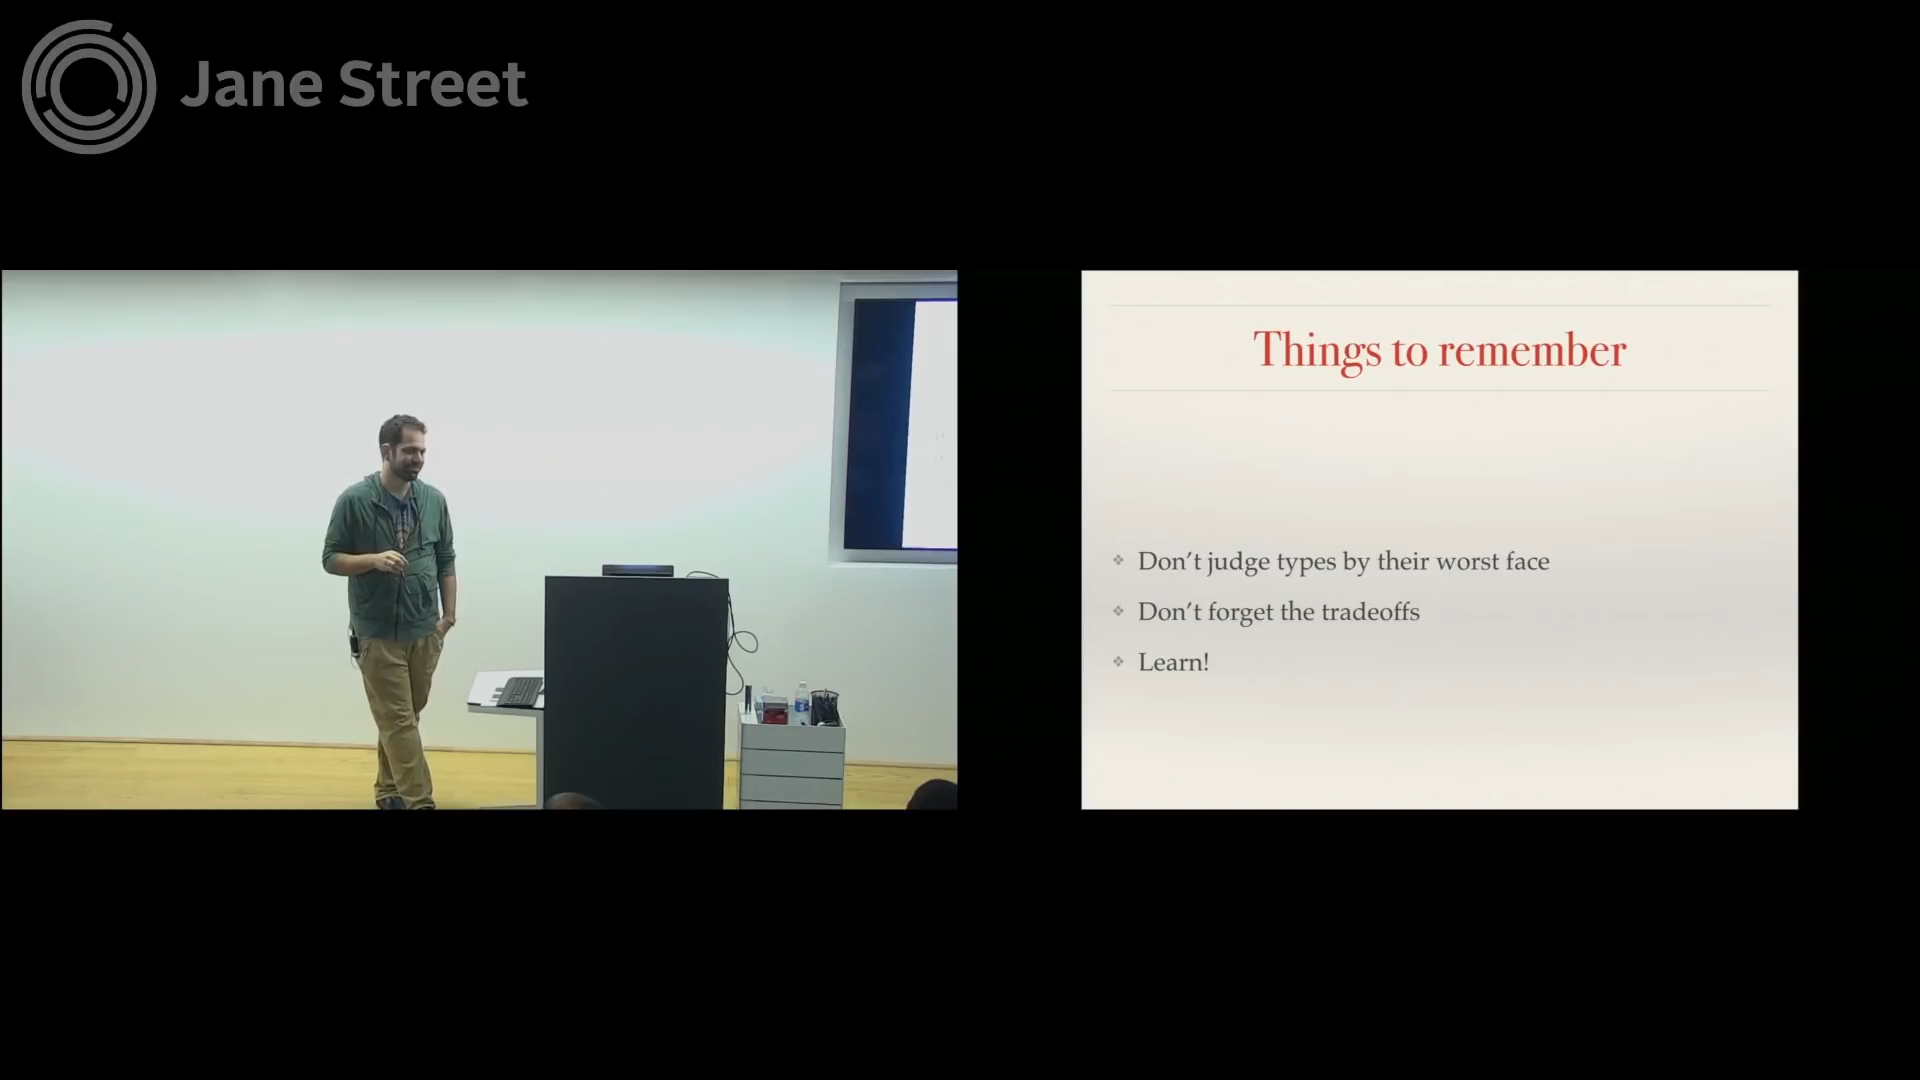 Jane Street
Things to remember
Don’t judge types by their worst face
Don’t forget the tradeoffs
Learn!